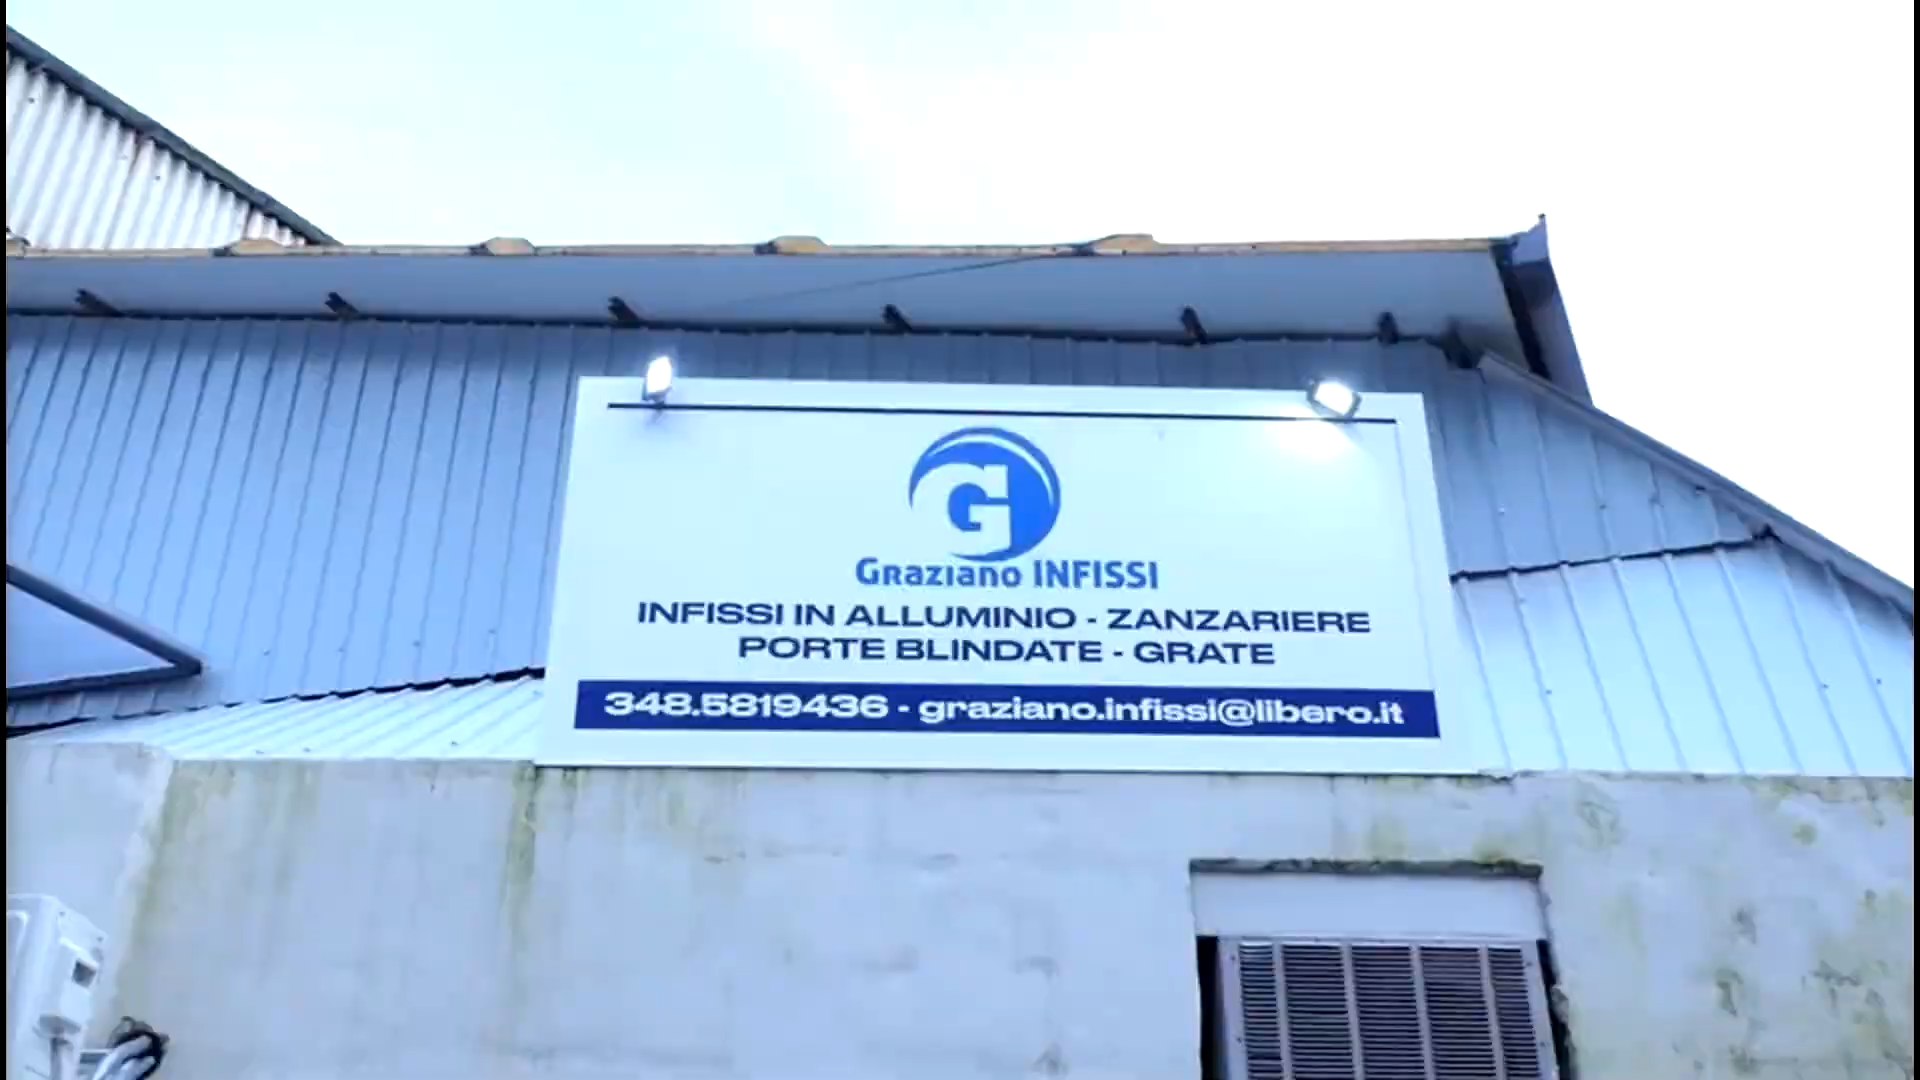 G
Graziano INFISSI
INFISSI IN ALLUMINIO - ZANZARIERE
PORTE BLINDATE - GRATE
348.5819436 - graziano.infissi@libero.it